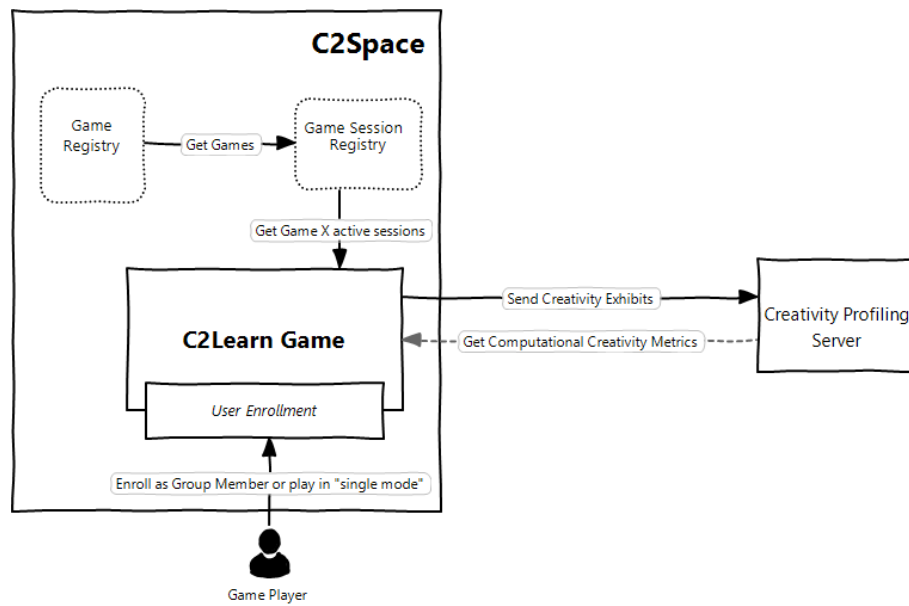 C2Space
Game
Registry
Get Games
Game Session
Registry
Get Game X active sessions
C2Learn Game
User Enrollment
Send Creativity Exhibits
Get Computational Creativity Metrics
Creativity Profiling
Server
Enroll as Group Member or play in "single mode"
Game Player